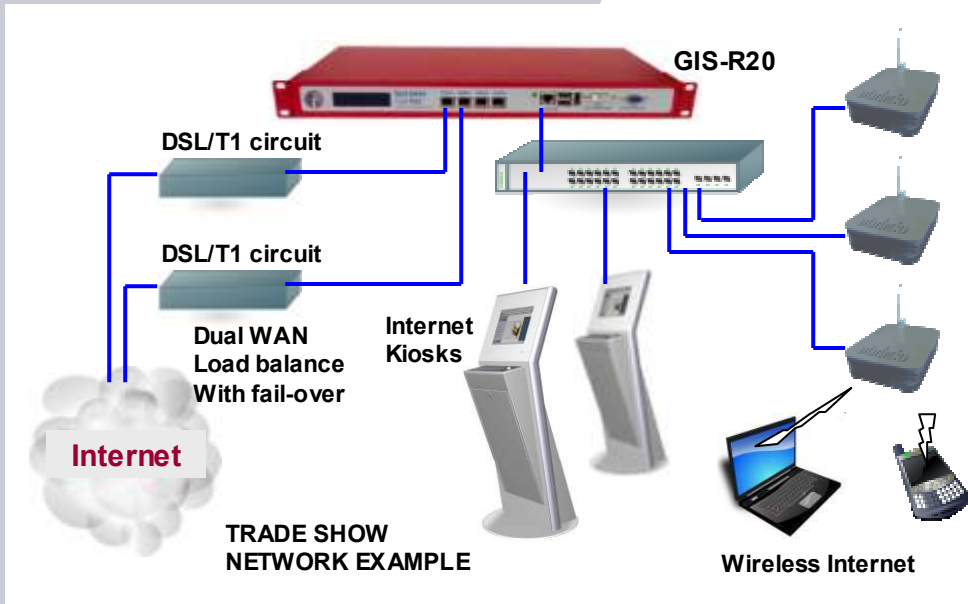 GIS-R20
DSL/T1 circuit
DSL/T1 circuit
Dual WAN
Load balance
With fail-over
Internet
Kiosks
Internet
TRADE SHOW
NETWORK EXAMPLE
Wireless Internet